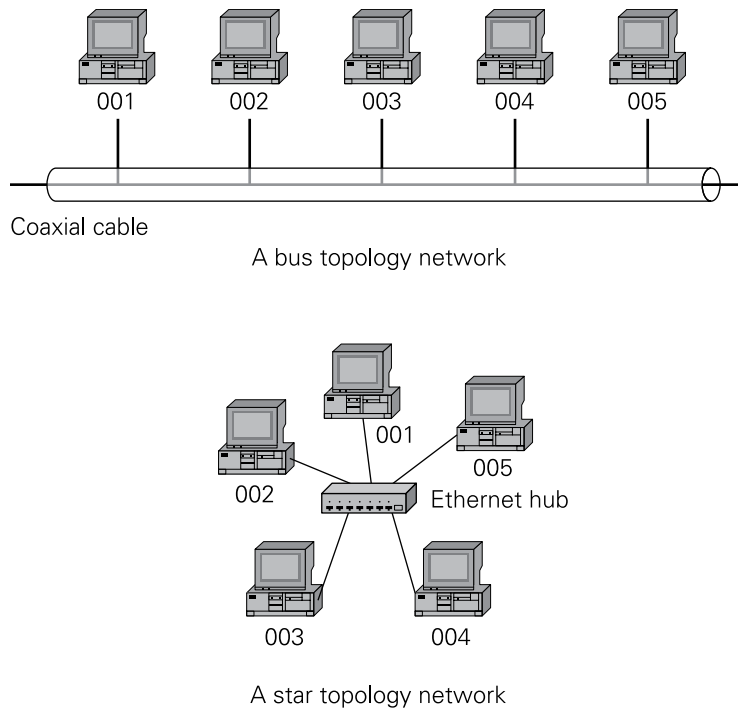 001 002 003 004 005
Coaxial cable
A bus topology network
001
005
002
Ethernet hub
003 004
A star topology network